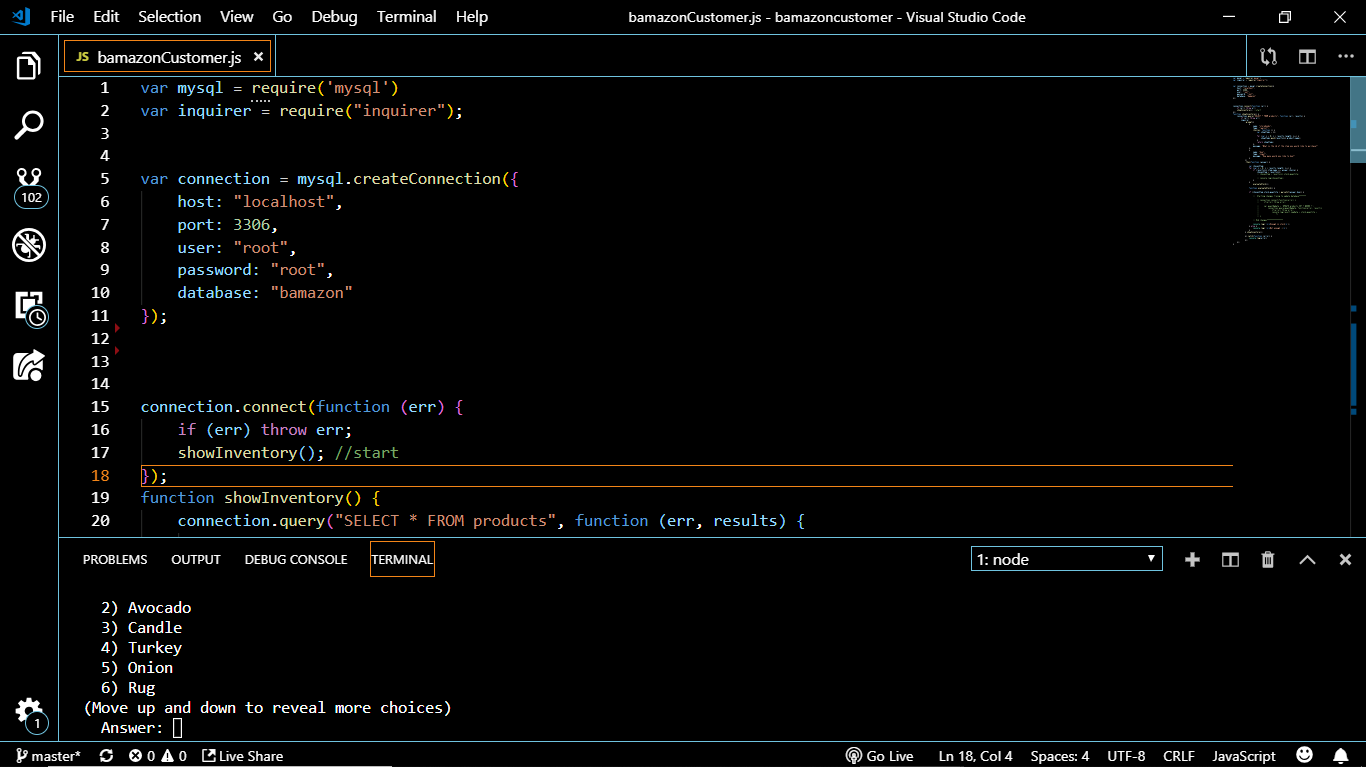 File Edit Selection View Go Debug Terminal Help bamazonCustomer.js - bamazoncustomer - Visual Studio Code
JS bamazonCustomer.js ×
1 var mysql = require('mysql')
2 var inquirer = require("inquirer");
3
4
5 var connection = mysql.createConnection({
6 host: "localhost",
7 port: 3306,
8 user: "root",
9 password: "root",
10 database: "bamazon"
11 });
12
13
14
15 connection.connect(function (err) {
16 if (err) throw err;
17 showInventory(); //start
18 });
19 function showInventory() {
20 connection.query("SELECT * FROM products", function (err, results) {
102
PROBLEMS OUTPUT DEBUG CONSOLE TERMINAL 1: node
2) Avocado
3) Candle
4) Turkey
5) Onion
6) Rug
(Move up and down to reveal more choices)
Answer:
1
master* 0 0 Live Share Go Live Ln 18, Col 4 Spaces: 4 UTF-8 CRLF JavaScript